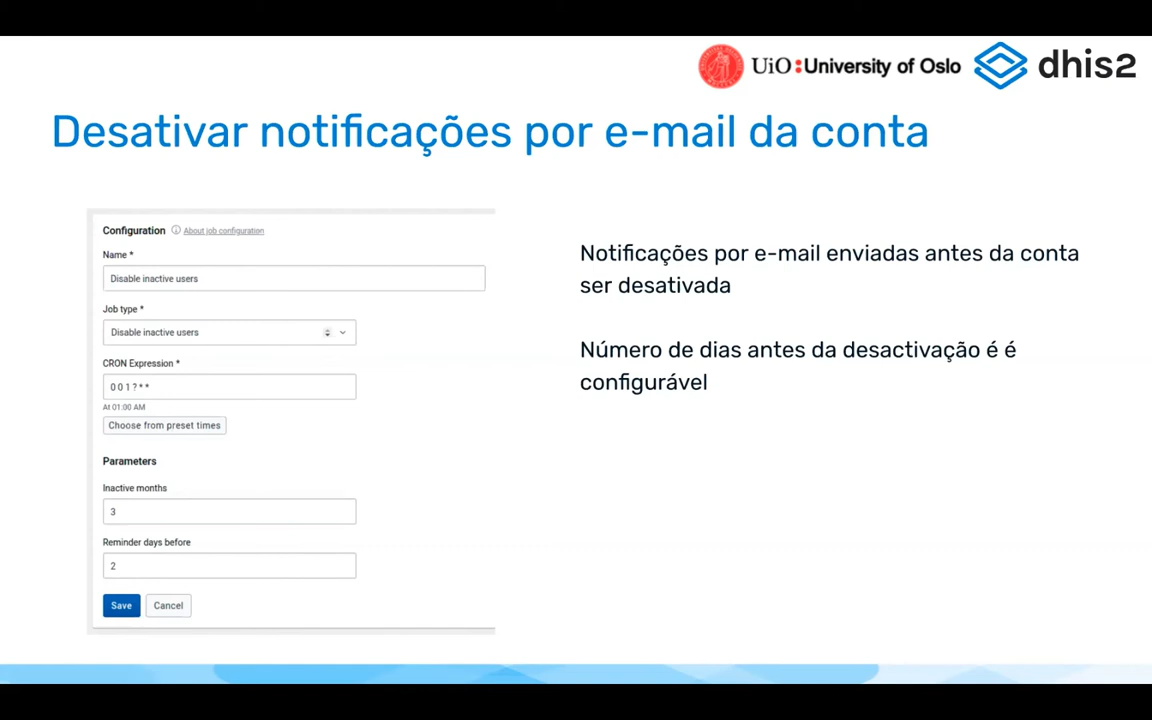 UiO:University of Oslo
dhis2
Desativar notificações por e-mail da conta
Configuration ⓘ About job configuration
Name *
Disable inactive users
Job type *
Disable inactive users
CRON Expression *
0 0 1 ? * *
At 01:00 AM
Choose from preset times
Parameters
Inactive months
3
Reminder days before
2
Save Cancel
Notificações por e-mail enviadas antes da conta
ser desativada
Número de dias antes da desactivação é é
configurável